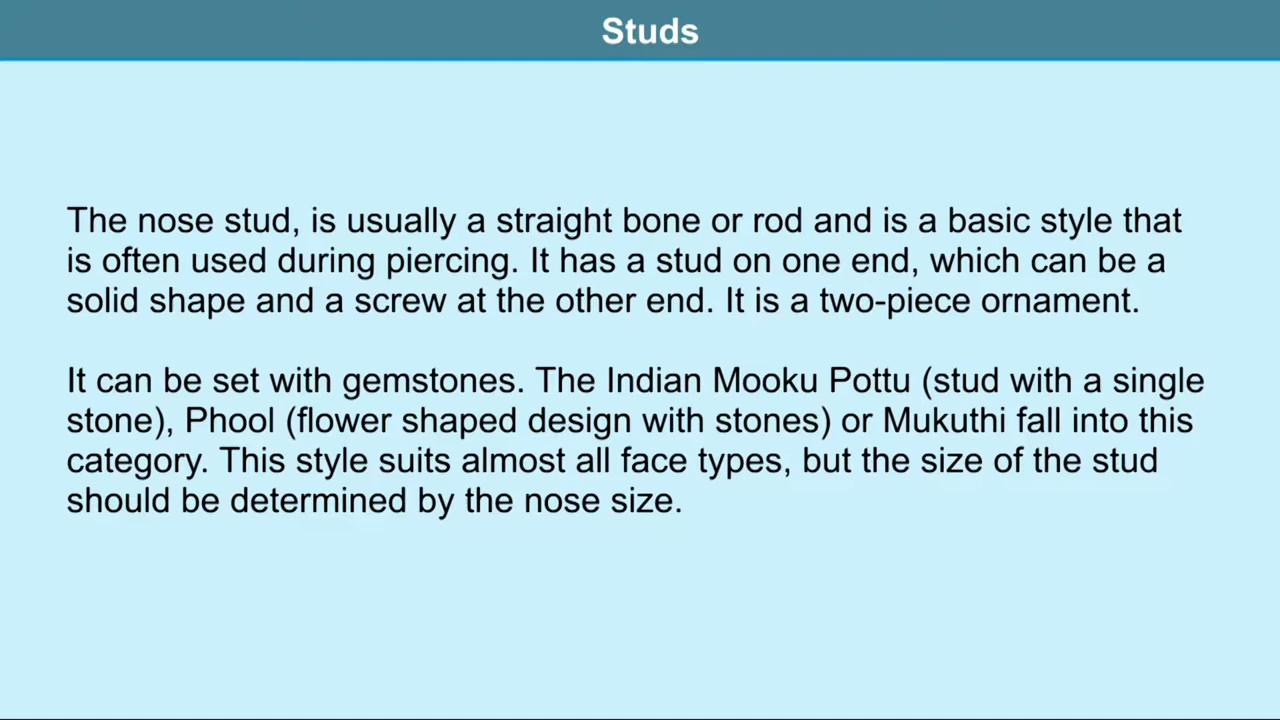 Studs
The nose stud, is usually a straight bone or rod and is a basic style that
is often used during piercing. It has a stud on one end, which can be a
solid shape and a screw at the other end. It is a two-piece ornament.
It can be set with gemstones. The Indian Mooku Pottu (stud with a single
stone), Phool (flower shaped design with stones) or Mukuthi fall into this
category. This style suits almost all face types, but the size of the stud
should be determined by the nose size.